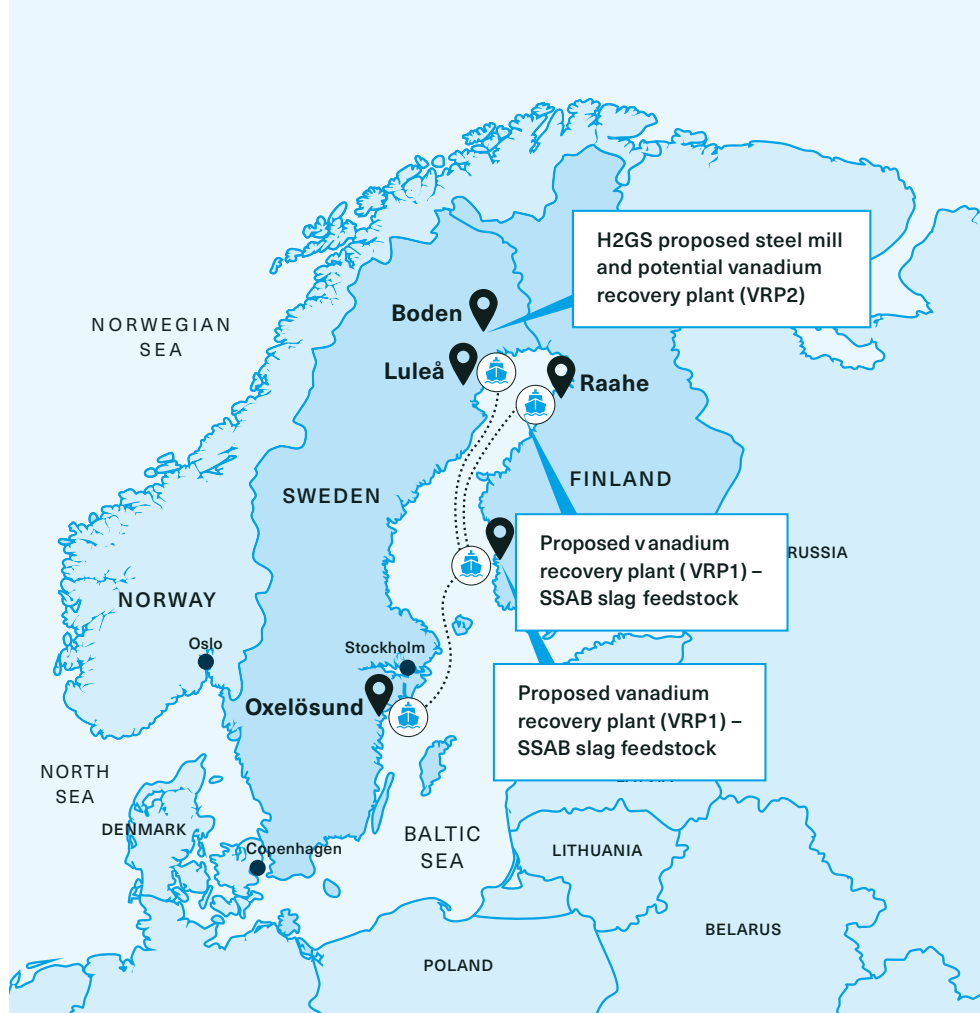 H2GS proposed steel mill
and potential vanadium
recovery plant (VRP2)
Boden
NORWEGIAN
SEA
Luleå
Raahe
FINLAND
SWEDEN
Proposed vanadium
recovery plant ( VRP1) –
SSAB slag feedstock
RUSSIA
NORWAY
Oslo
Stockholm
Oxelösund
Proposed vanadium
recovery plant (VRP1) –
SSAB slag feedstock
NORTH
SEA
DENMARK
BALTIC
SEA
Copenhagen
LITHUANIA
BELARUS
POLAND